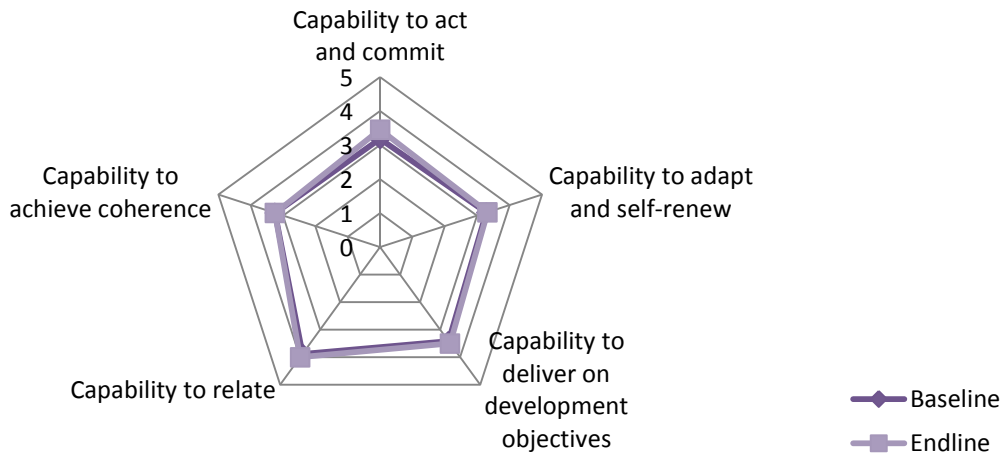 Capability to act
and commit
5
4
3
2
1
0
Capability to adapt
and self-renew
Capability to
deliver on
development
objectives
Capability to relate
Capability to
achieve coherence
Baseline
Endline